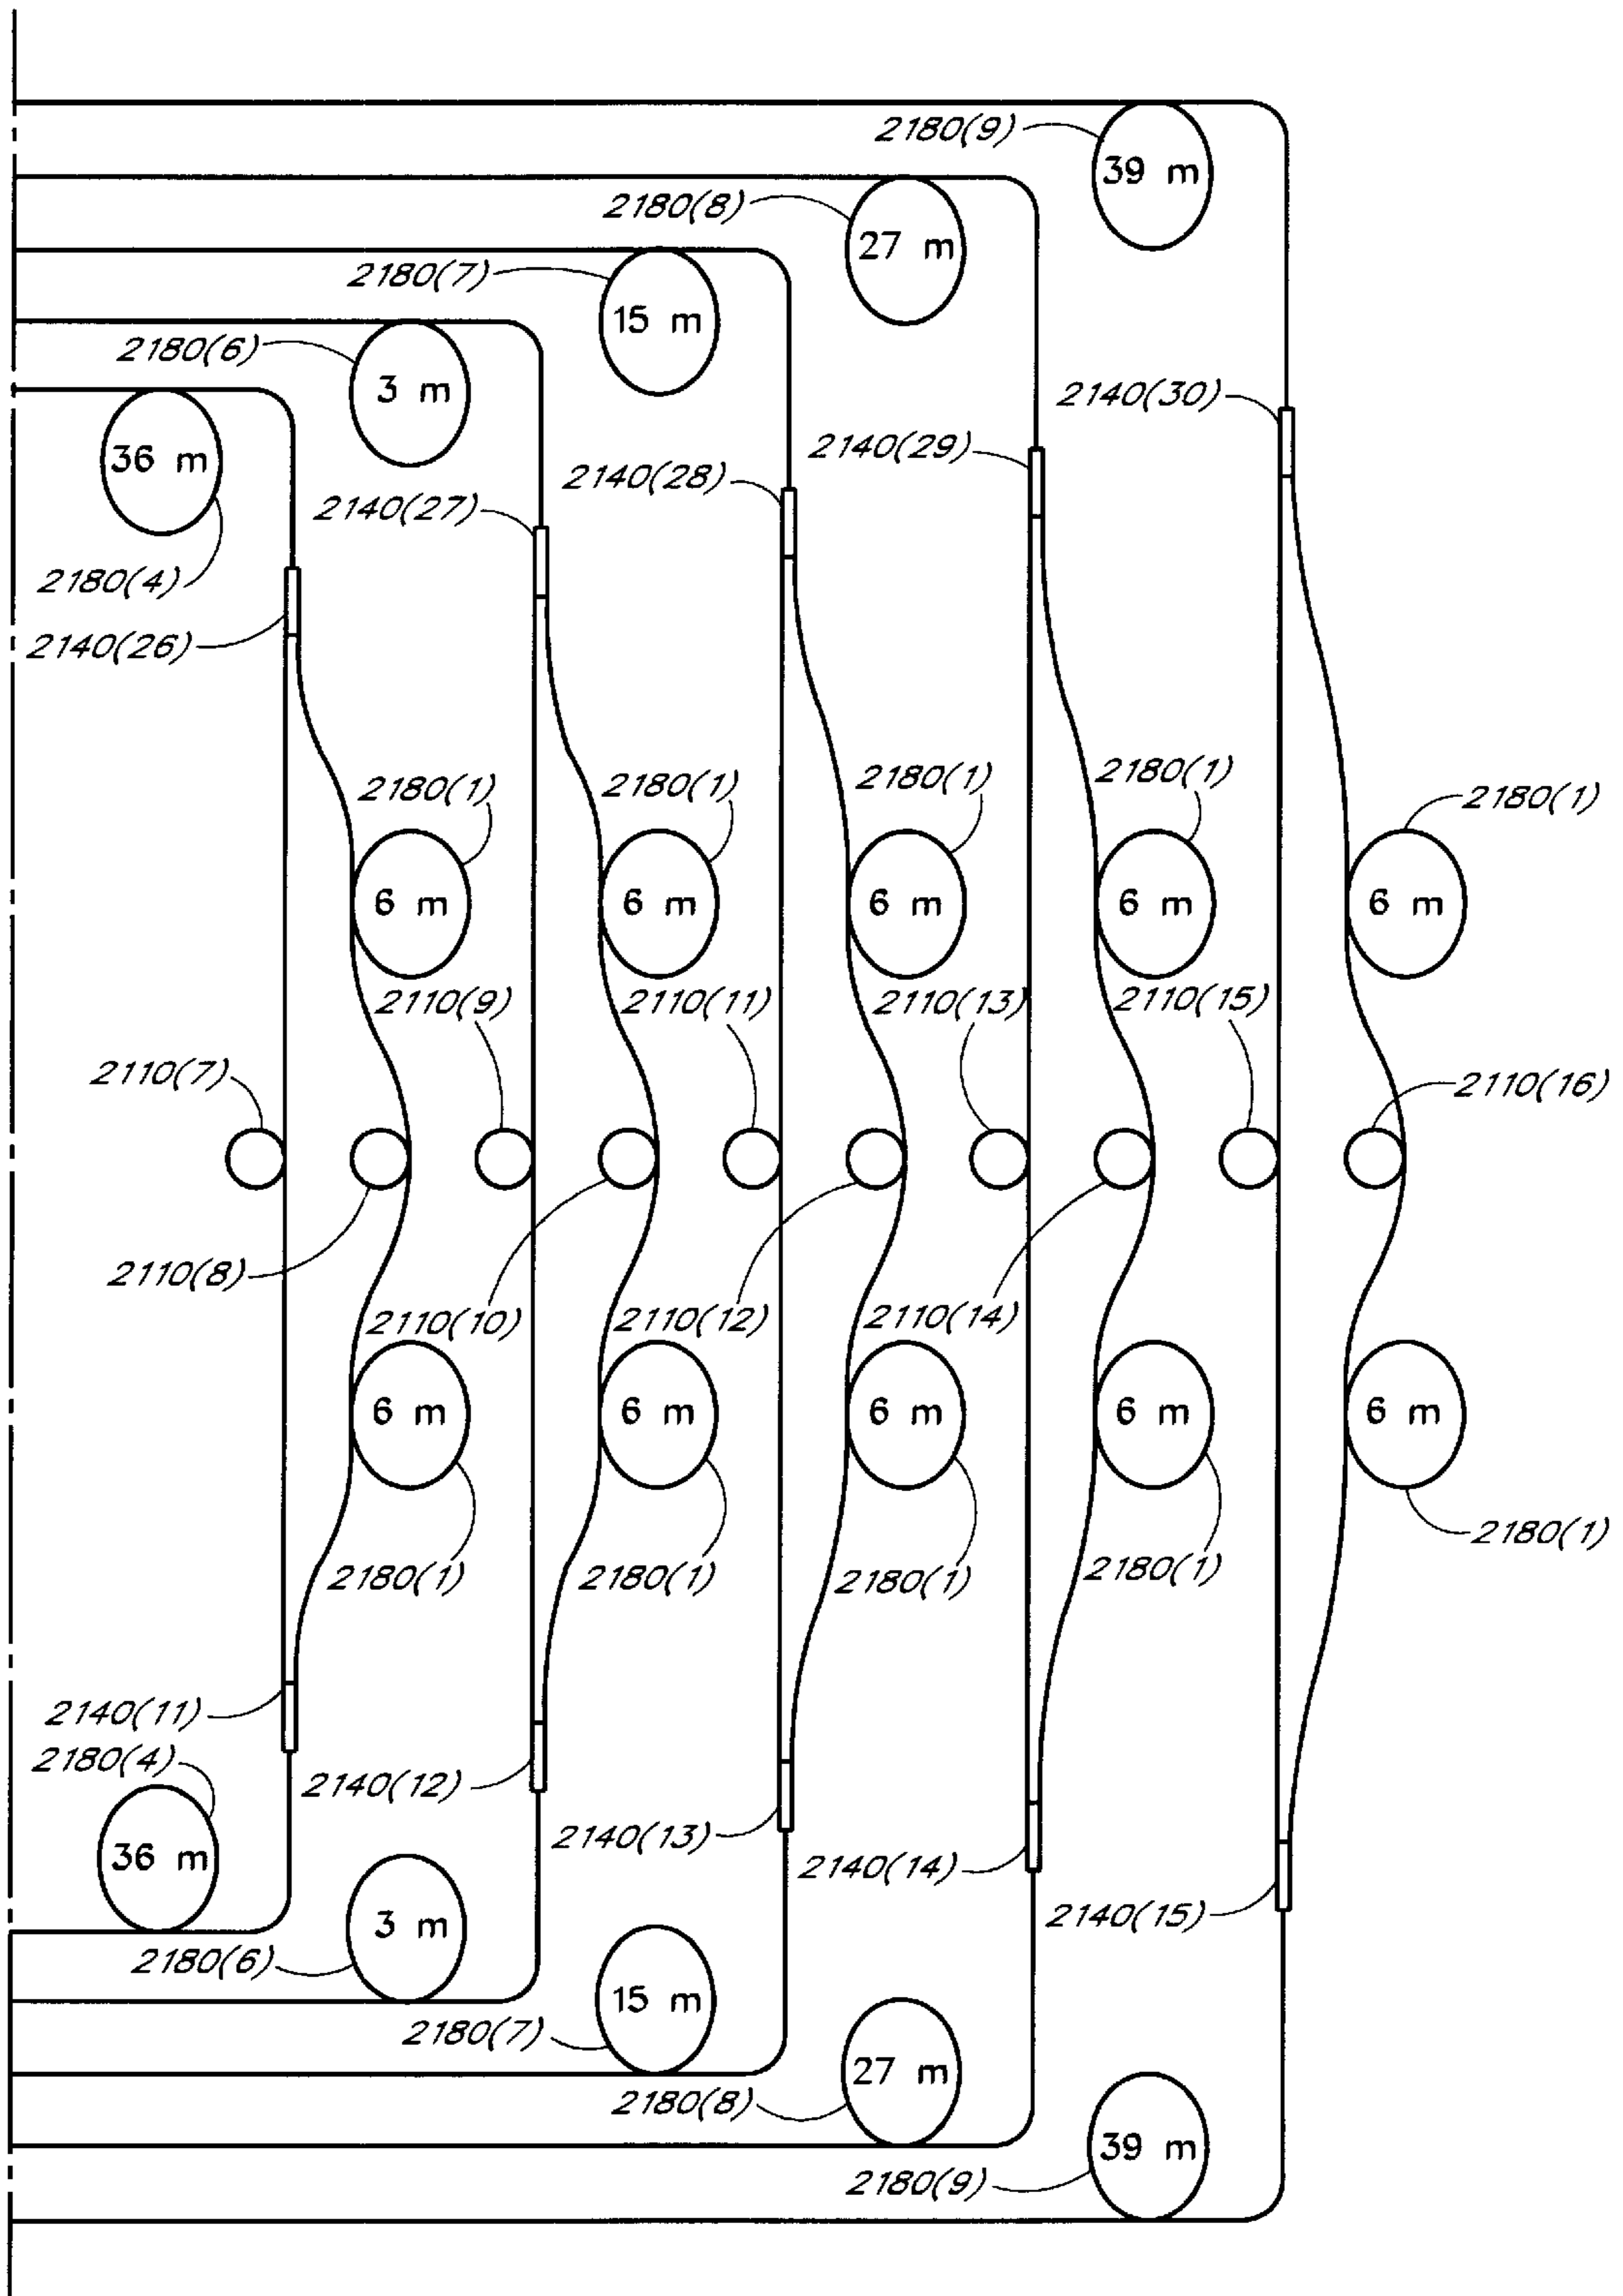 2180(9)
39 m
2180(8)
27 m
2180(7)
15 m
2180(6)
3 m
36 m
2180(4)
2140(30)
2140(29)
2140(28)
2140(27)
2140(26)
2180(1)
2180(1)
2180(1)
2180(1)
2180(1)
6 m
6 m
6 m
6 m
6 m
2110(9)
2110(11)
2110(13)
2110(15)
2110(7)
2110(16)
2110(8)
2110(10)
2110(12)
2110(14)
6 m
6 m
6 m
6 m
6 m
2180(1)
2180(1)
2180(1)
2180(1)
2180(1)
2140(11)
2180(4)
2140(12)
2140(13)
2140(14)
2140(15)
36 m
3 m
2180(6)
15 m
2180(7)
27 m
2180(8)
39 m
2180(9)